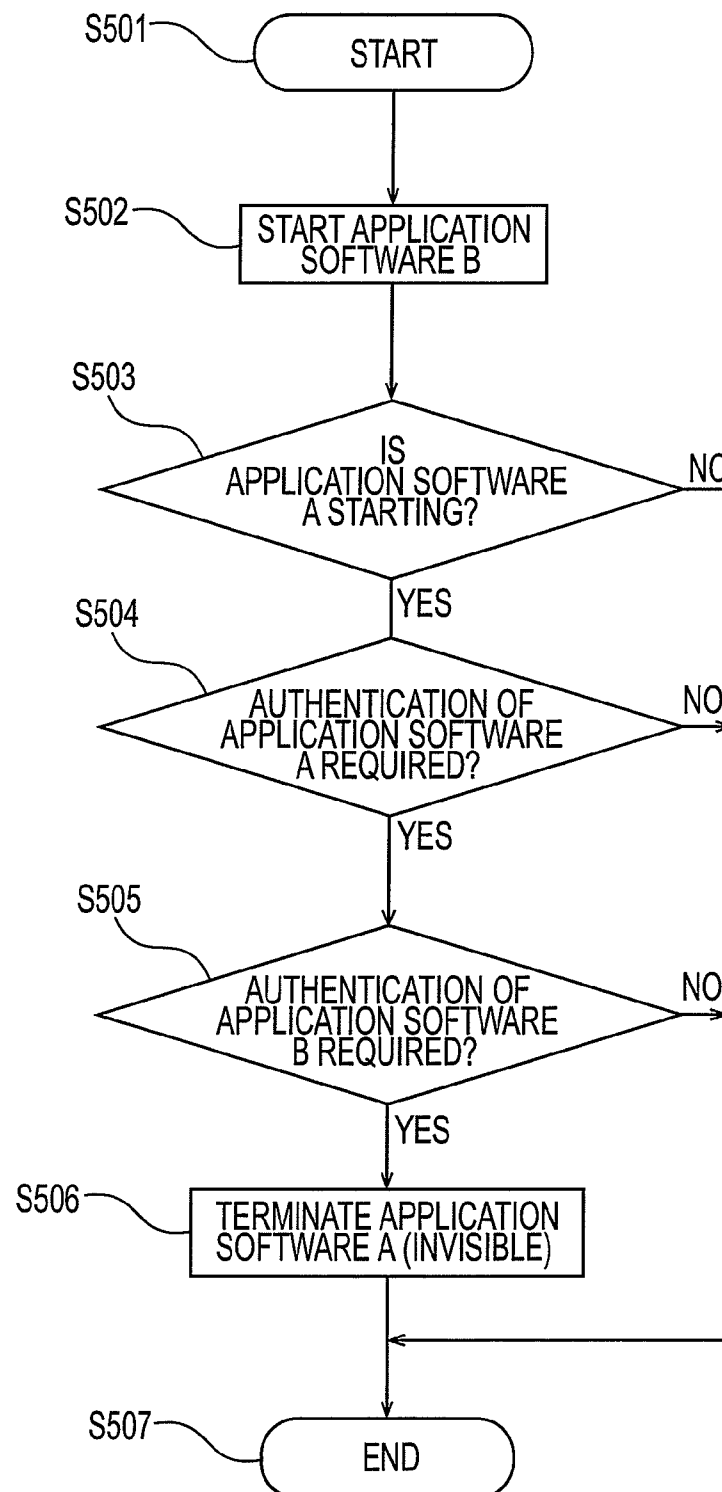 S501
START
S502
START APPLICATION
SOFTWARE B
S503
IS
APPLICATION SOFTWARE
A STARTING?
NO
YES
S504
AUTHENTICATION OF
APPLICATION SOFTWARE
A REQUIRED?
NO
YES
S505
AUTHENTICATION OF
APPLICATION SOFTWARE
B REQUIRED?
NO
YES
S506
TERMINATE APPLICATION
SOFTWARE A (INVISIBLE)
S507
END